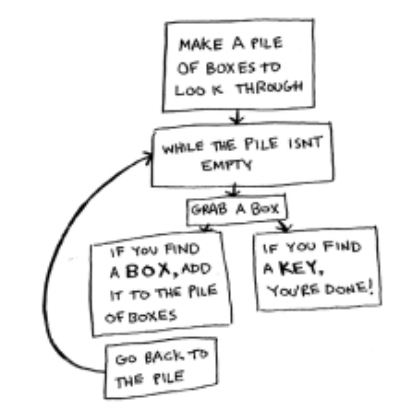 MAKE A PILE
OF BOXES TO
LOOK THROUGH
WHILE THE PILE ISNT
EMPTY
GRAB A BOX
IF YOU FIND
A BOX, ADD
IT TO THE PILE
OF BOXES
IF YOU FIND
A KEY,
YOU'RE DONE!
GO BACK TO
THE PILE